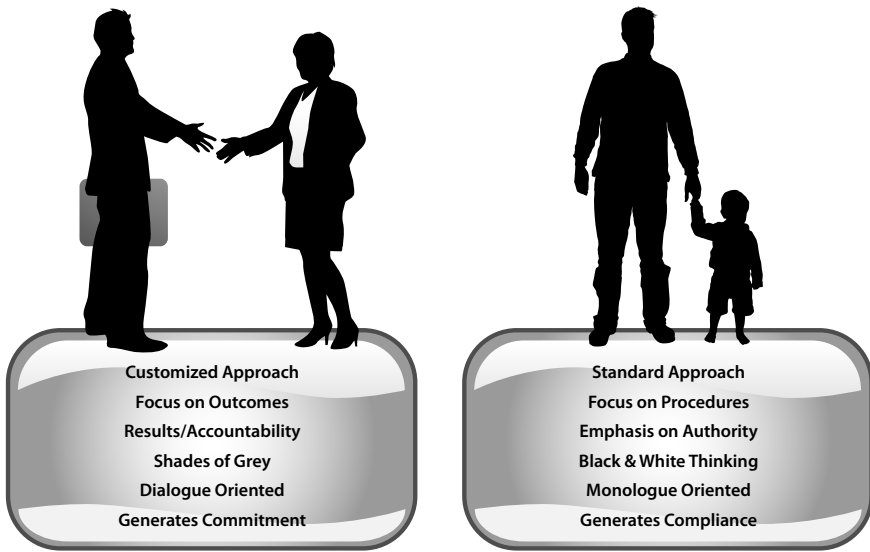 Customized Approach
Focus on Outcomes
Results/Accountability
Shades of Grey
Dialogue Oriented
Generates Commitment
Standard Approach
Focus on Procedures
Emphasis on Authority
Black & White Thinking
Monologue Oriented
Generates Compliance